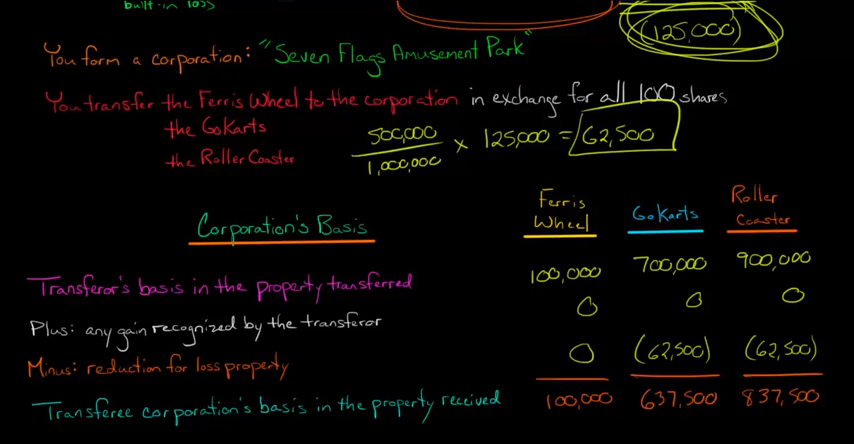 built-in loss
(125,000)
You form a corporation: "Seven Flags Amusement Park"
You transfer the Ferris Wheel to the corporation in exchange for all 100 shares
the GoKarts
the Roller Coaster
500,000
1,000,000
x 125,000 = 62,500
Ferris Wheel
GoKarts
Roller Coaster
Corporation's Basis
Transferor's basis in the property transferred 100,000 700,000 900,000
Plus: any gain recognized by the transferor 0 0 0
Minus: reduction for loss property 0 (62,500) (62,500)
Transferee corporation's basis in the property received 100,000 637,500 837,500